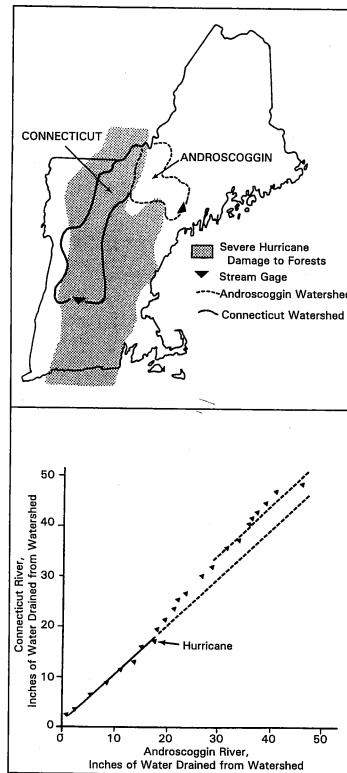 CONNECTICUT
ANDROSCOGGIN
Severe Hurricane
Damage to Forests
Stream Gage
Androscoggin Watershed
Connecticut Watershed
50
40
30
20
10
0
Connecticut River,
Inches of Water Drained from Watershed
Hurricane
0 10 20 30 40 50
Androscoggin River,
Inches of Water Drained from Watershed